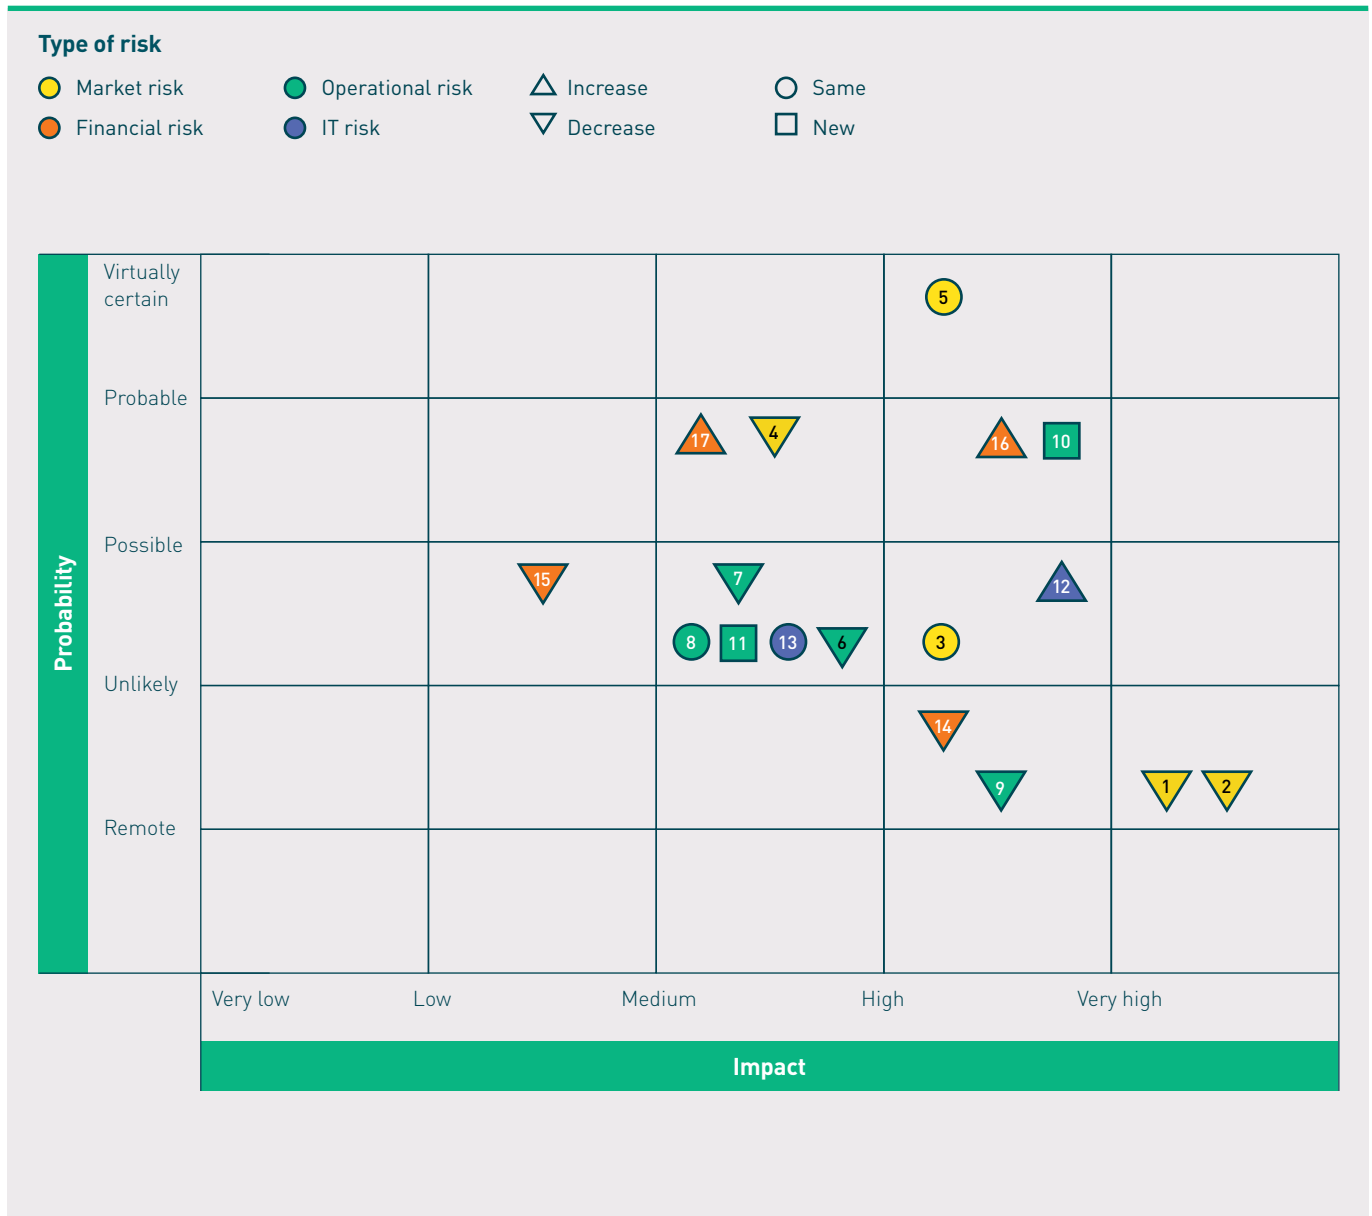 Type of risk
Market risk
Operational risk
Increase
Same
Financial risk
IT risk
Decrease
New
Probability
Virtually
certain
5
Probable
17
4
16
10
Possible
15
7
12
8
11
13
6
3
Unlikely
14
9
1
2
Remote
Very low
Low
Medium
High
Very high
Impact